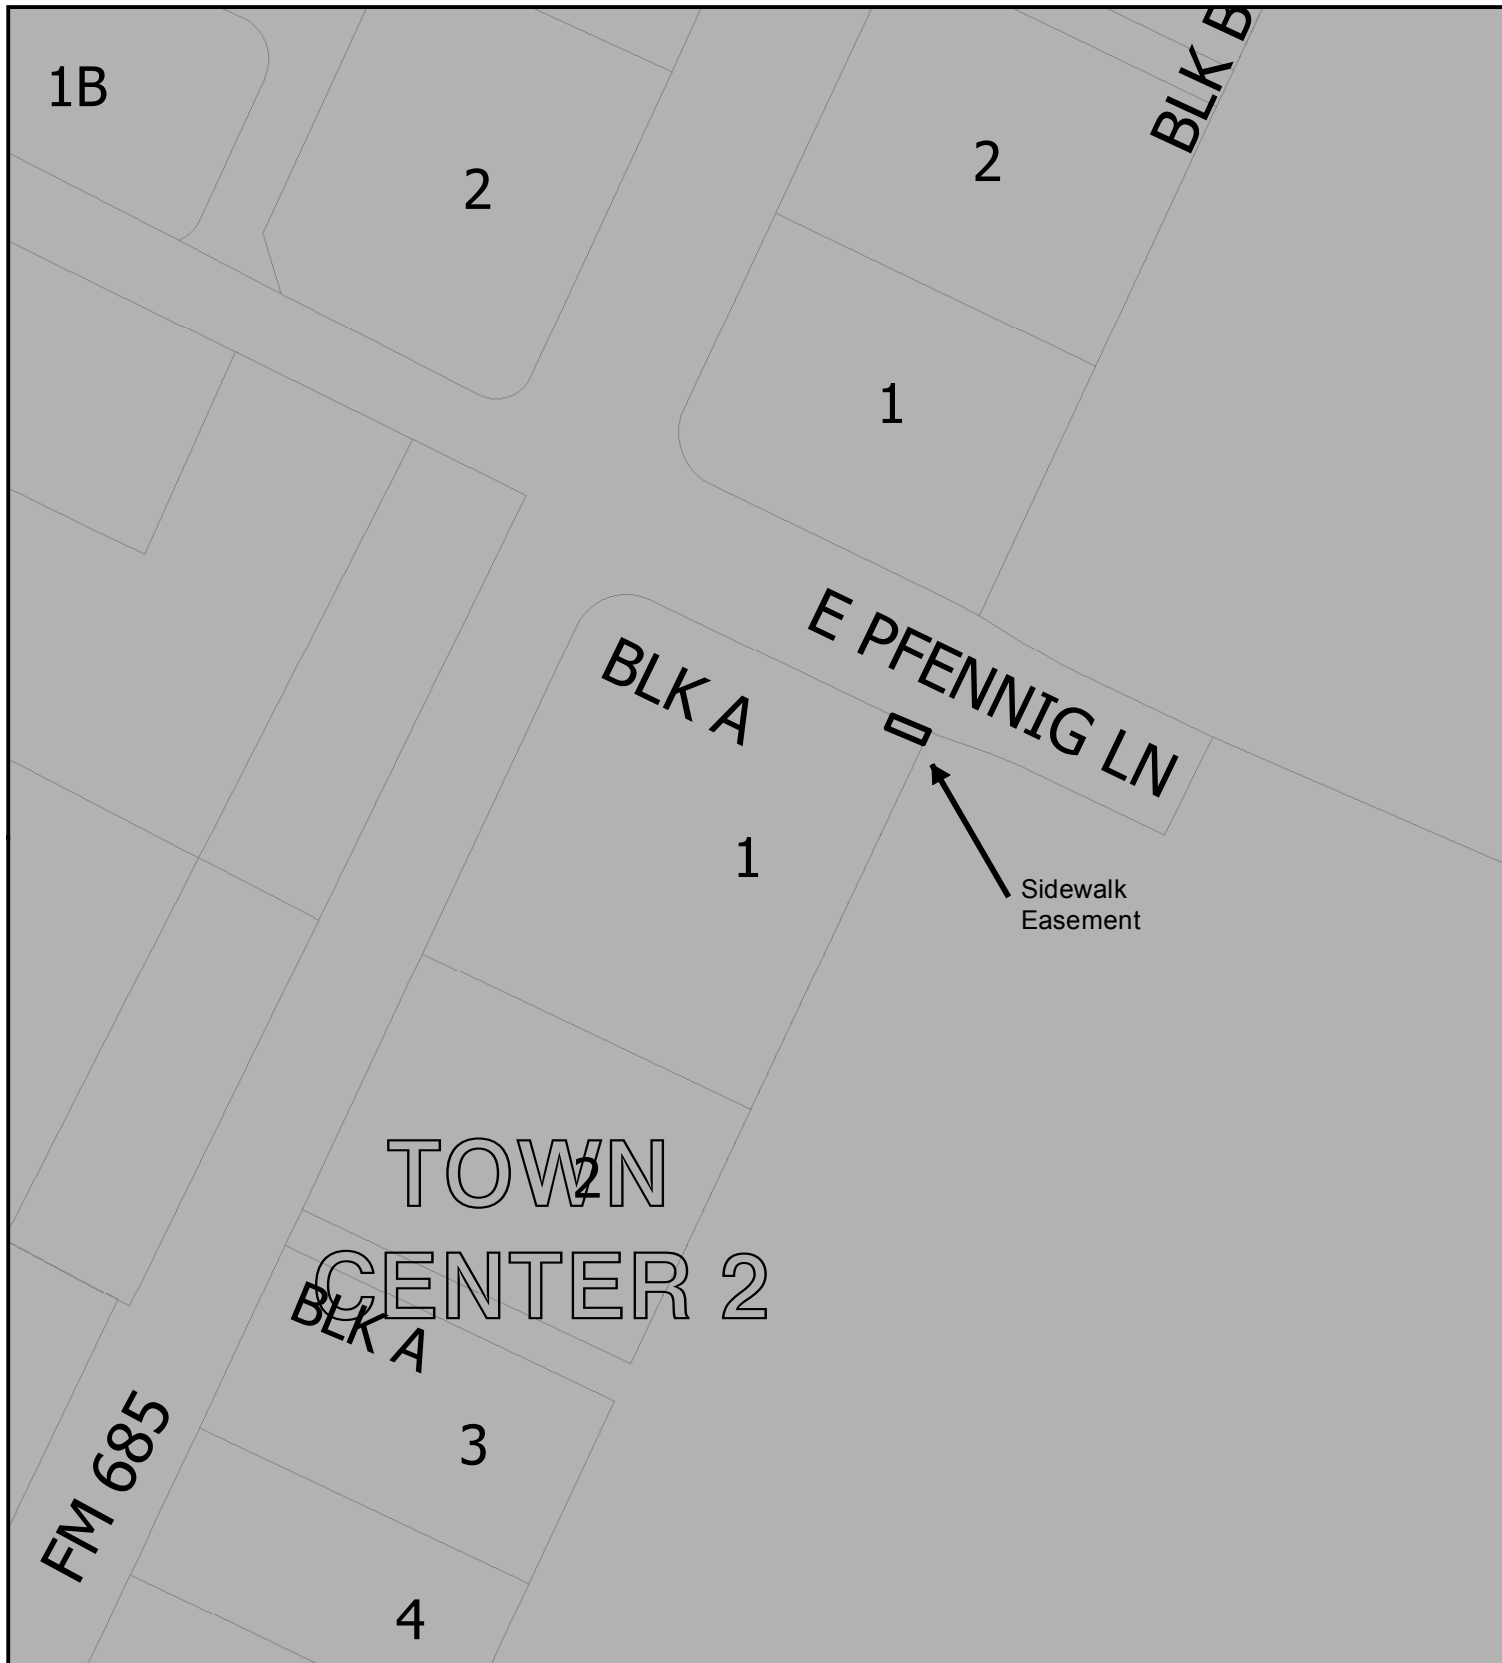 BLK B
1B
2
2
1
E PFENNIG LN
BLK A
1
Sidewalk
Easement
TOWN
2
CENTER 2
BLK A
3
FM 685
4